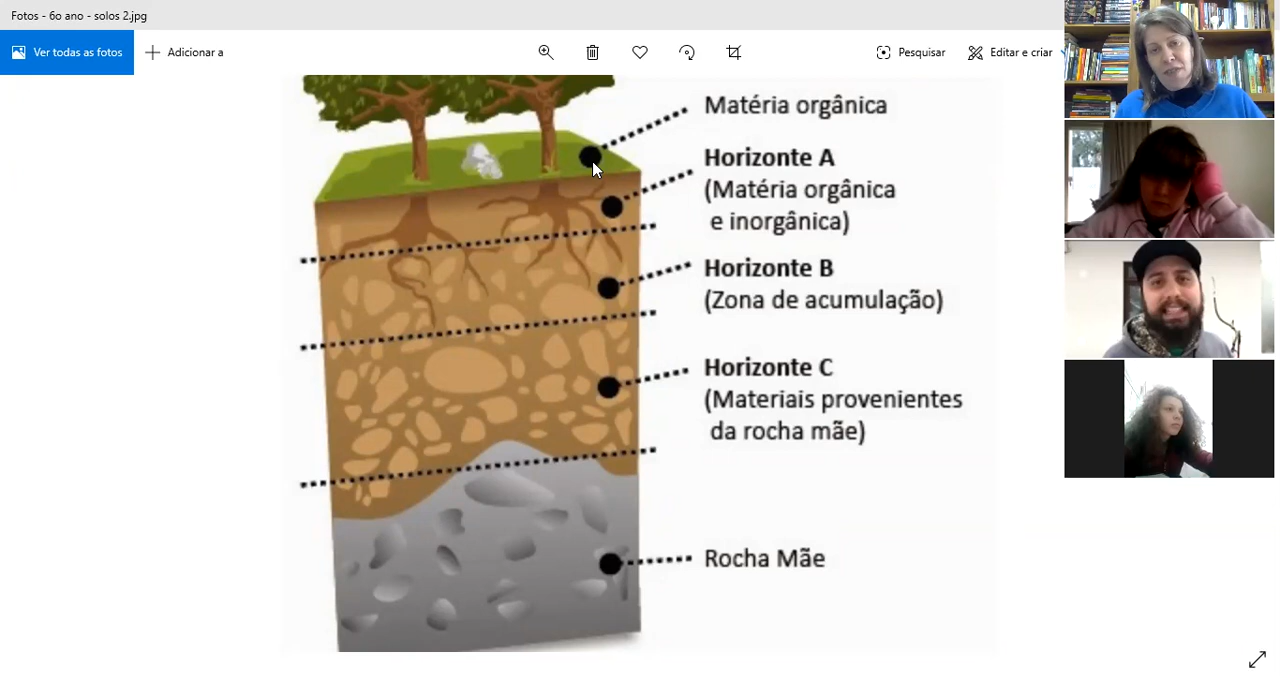 Fotos - 6o ano - solos 2.jpg
Ver todas as fotos
Adicionar a
Pesquisar
Editar e criar
Matéria orgânica
Horizonte A
(Matéria orgânica
e inorgânica)
Horizonte B
(Zona de acumulação)
Horizonte C
(Materiais provenientes
da rocha mãe)
Rocha Mãe